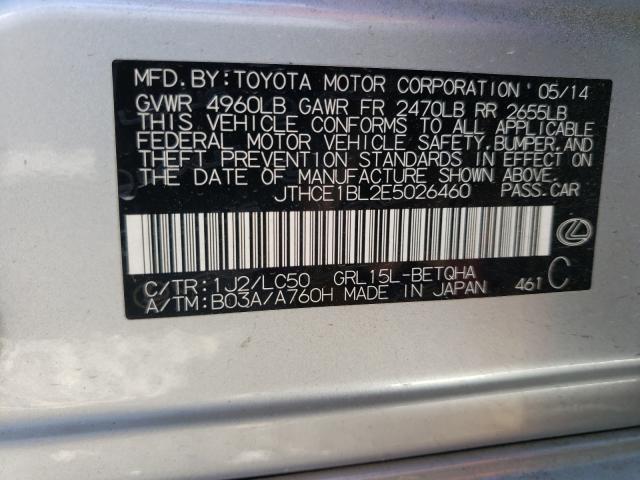 MFD. BY: TOYOTA MOTOR CORPORATION 05/14
GVWR 4960LB GAWR FR 2470LB RR 2655LB
THIS VEHICLE CONFORMS TO ALL APPLICABLE
FEDERAL MOTOR VEHICLE SAFETY, BUMPER, AND
THEFT PREVENTION STANDARDS IN EFFECT ON
THE DATE OF MANUFACTURE SHOWN ABOVE.
JTHCE1BL2E5026460 PASS. CAR
C/TR: 1J2/LC50 GRL15L-BETQHA
A/TM: B03A/A760H MADE IN JAPAN 461 C